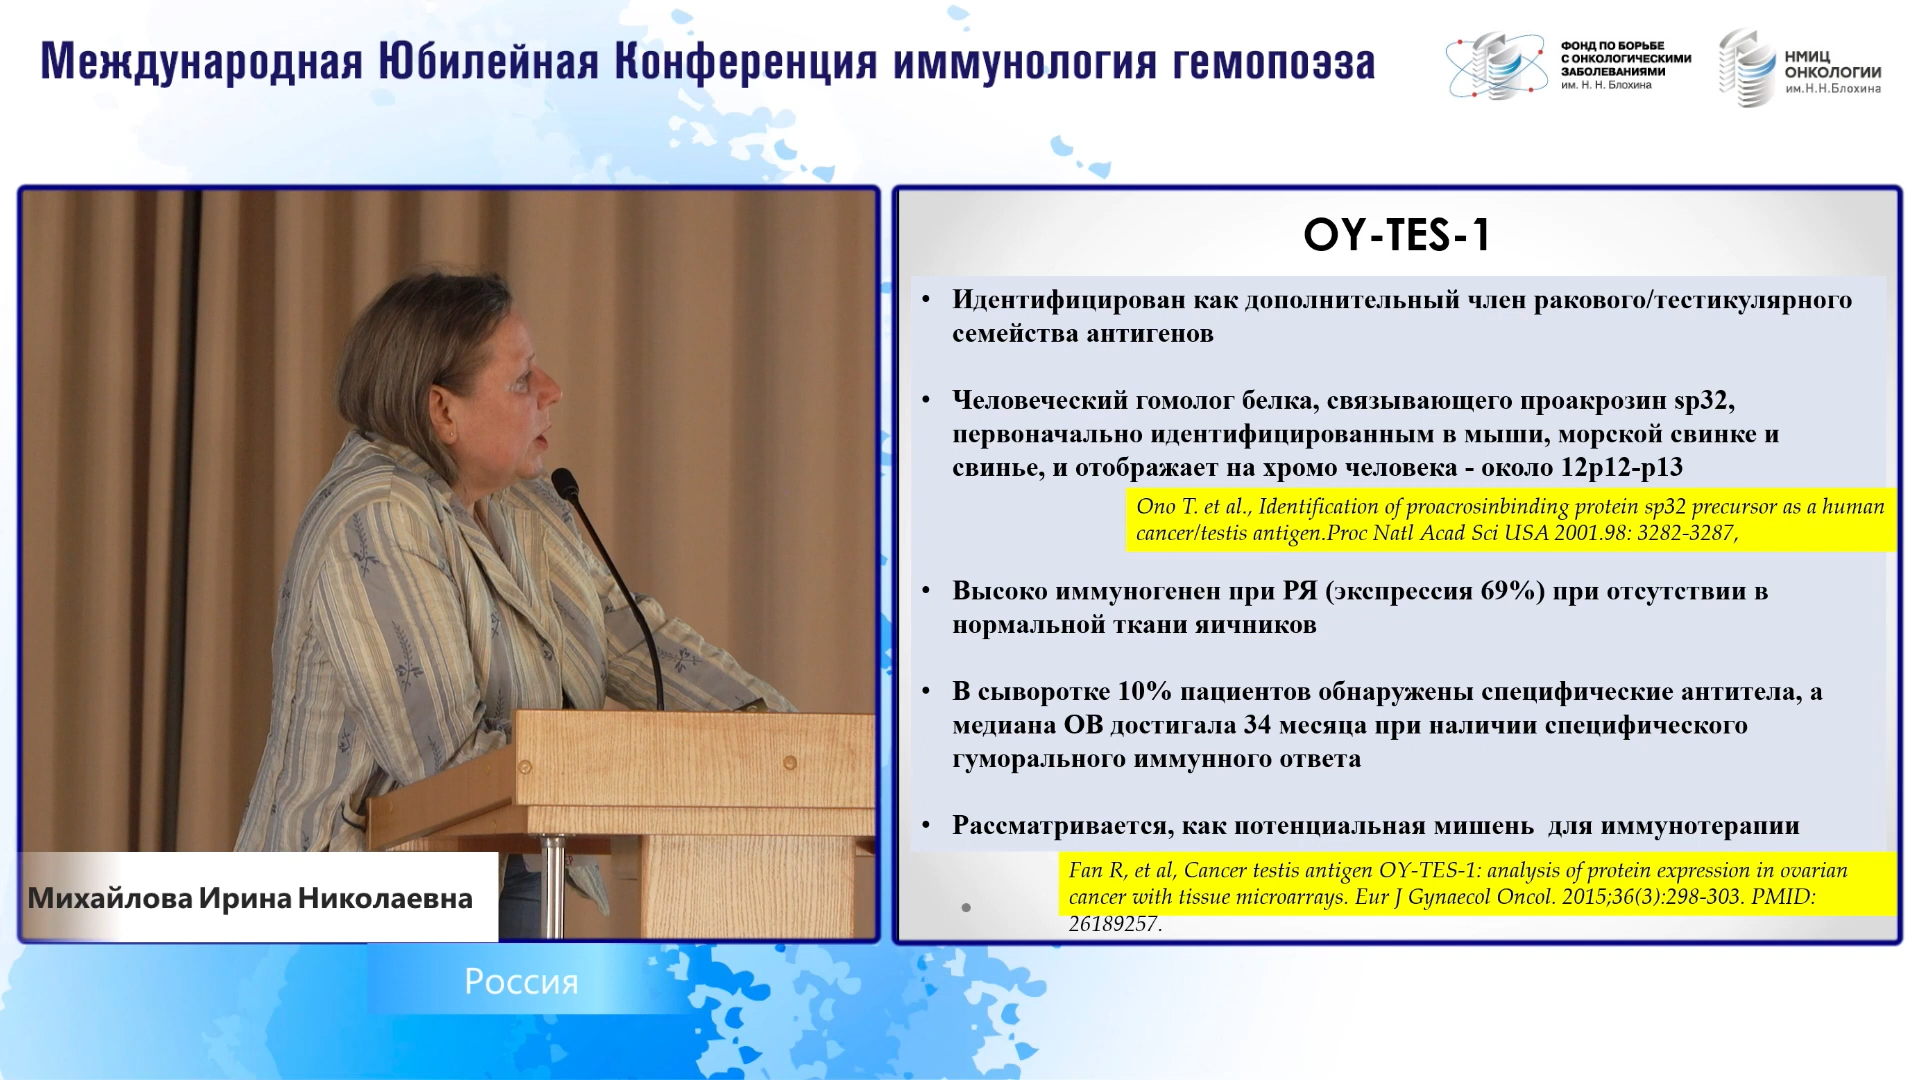 Международная Юбилейная Конференция иммунология гемопоэза
ФОНД ПО БОРЬБЕ
С ОНКОЛОГИЧЕСКИМИ
ЗАБОЛЕВАНИЯМИ
им. Н. Н. Блохина
НМИЦ
ОНКОЛОГИИ
им.Н.Н.Блохина
OY-TES-1
• Идентифицирован как дополнительный член ракового/тестикулярного
семейства антигенов
• Человеческий гомолог белка, связывающего проакрозин sp32,
первоначально идентифицированным в мыши, морской свинке и
свинье, и отображает на хромо человека - около 12p12-p13
Ono T. et al., Identification of proacrosinbinding protein sp32 precursor as a human
cancer/testis antigen.Proc Natl Acad Sci USA 2001.98: 3282-3287,
• Высоко иммуногенен при РЯ (экспрессия 69%) при отсутствии в
нормальной ткани яичников
• В сыворотке 10% пациентов обнаружены специфические антитела, а
медиана ОВ достигала 34 месяца при наличии специфического
гуморального иммунного ответа
• Рассматривается, как потенциальная мишень для иммунотерапии
Fan R, et al, Cancer testis antigen OY-TES-1: analysis of protein expression in ovarian
cancer with tissue microarrays. Eur J Gynaecol Oncol. 2015;36(3):298-303. PMID:
26189257.
Михайлова Ирина Николаевна
Россия